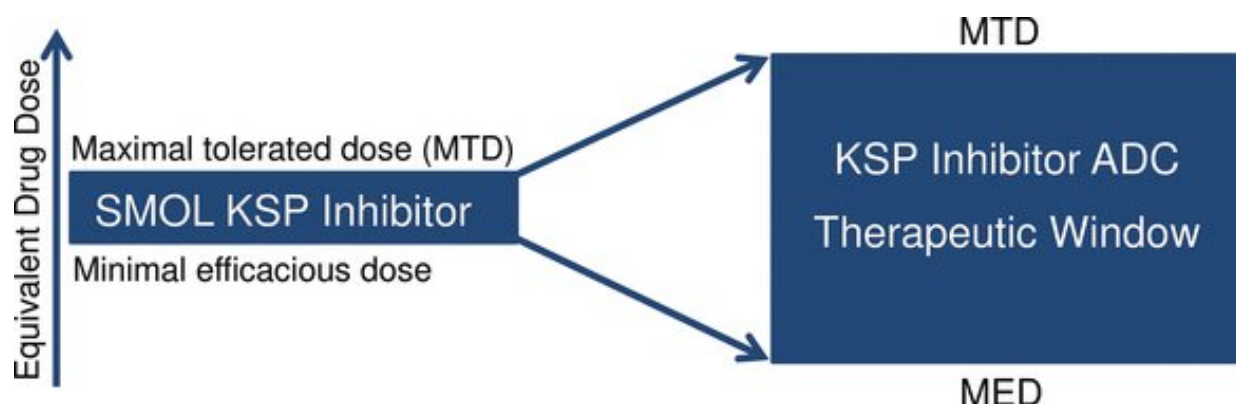 Equivalent Drug Dose
Maximal tolerated dose (MTD)
SMOL KSP Inhibitor
Minimal efficacious dose
MTD
KSP Inhibitor ADC
Therapeutic Window
MED